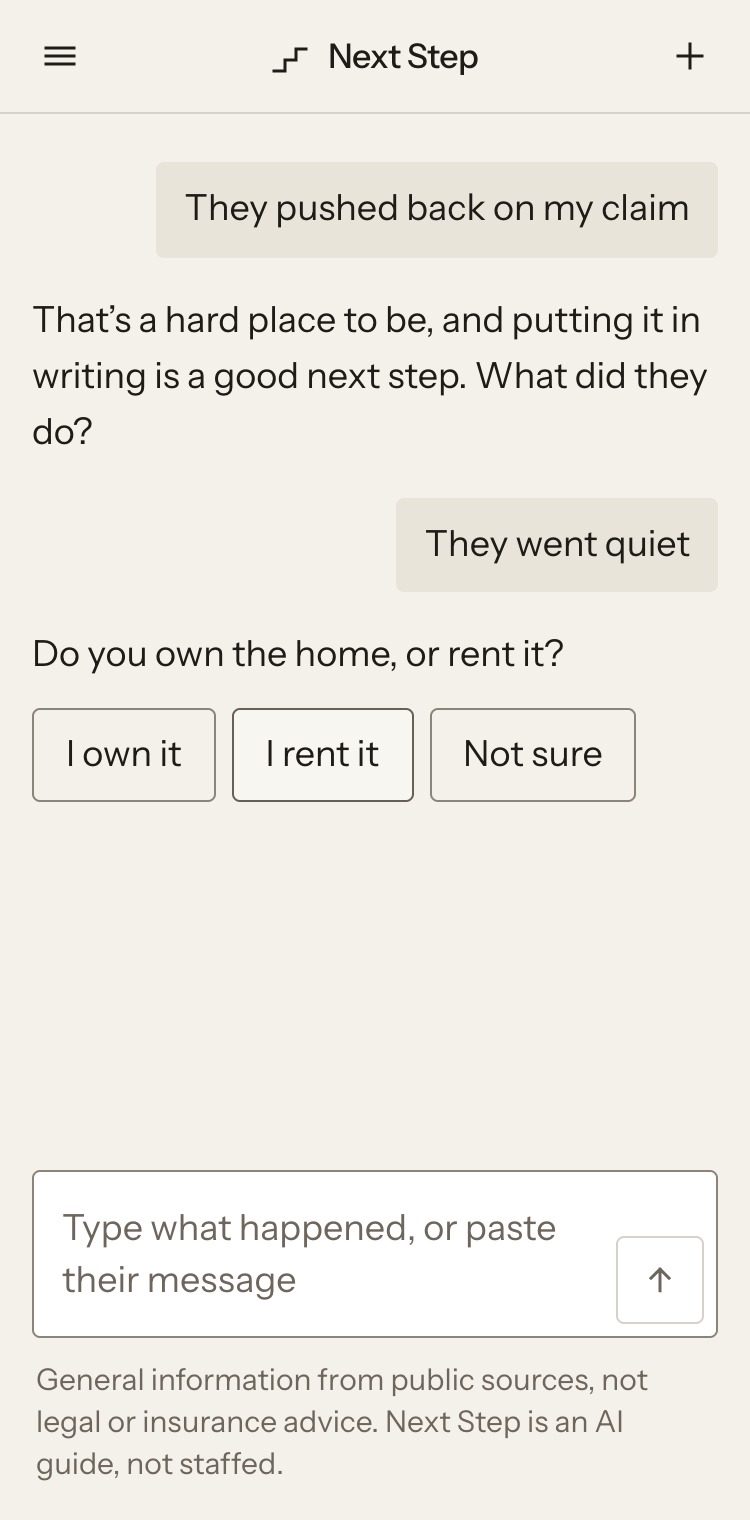 Next Step
They pushed back on my claim
That’s a hard place to be, and putting it in
writing is a good next step. What did they
do?
They went quiet
Do you own the home, or rent it?
I own it
I rent it
Not sure
Type what happened, or paste
their message
General information from public sources, not
legal or insurance advice. Next Step is an AI
guide, not staffed.